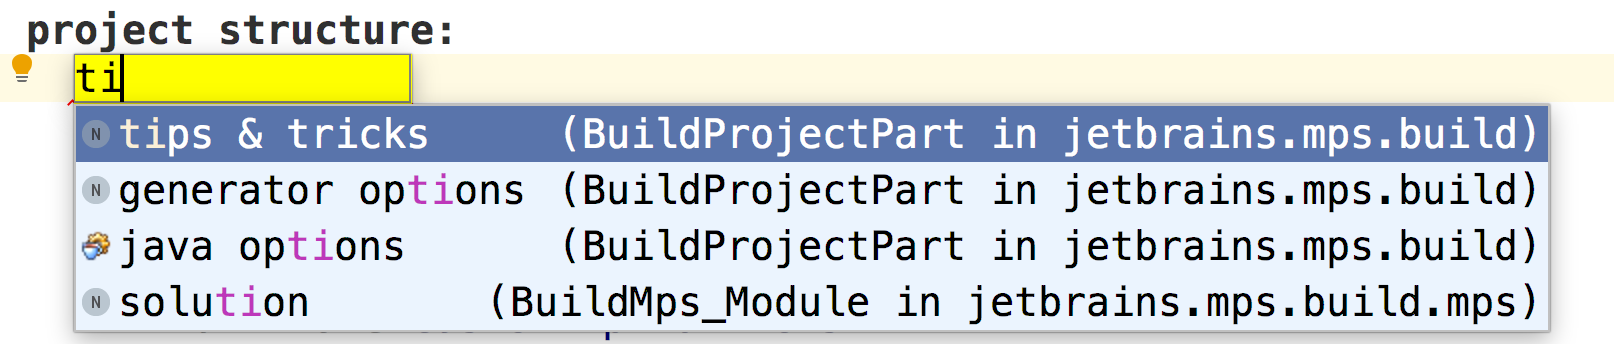 project structure:
ti
N tips & tricks (BuildProjectPart in jetbrains.mps.build)
N generator options (BuildProjectPart in jetbrains.mps.build)
java options (BuildProjectPart in jetbrains.mps.build)
N solution (BuildMps_Module in jetbrains.mps.build.mps)